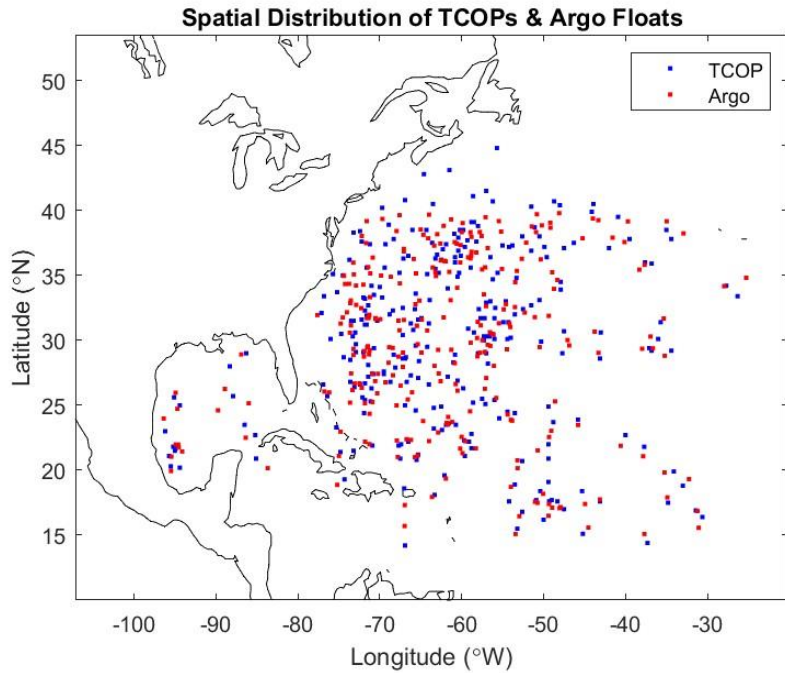 Spatial Distribution of TCOPs & Argo Floats
TCOP
Argo
Latitude (°N)
50
45
40
35
30
25
20
15
-100 -90 -80 -70 -60 -50 -40 -30
Longitude (°W)